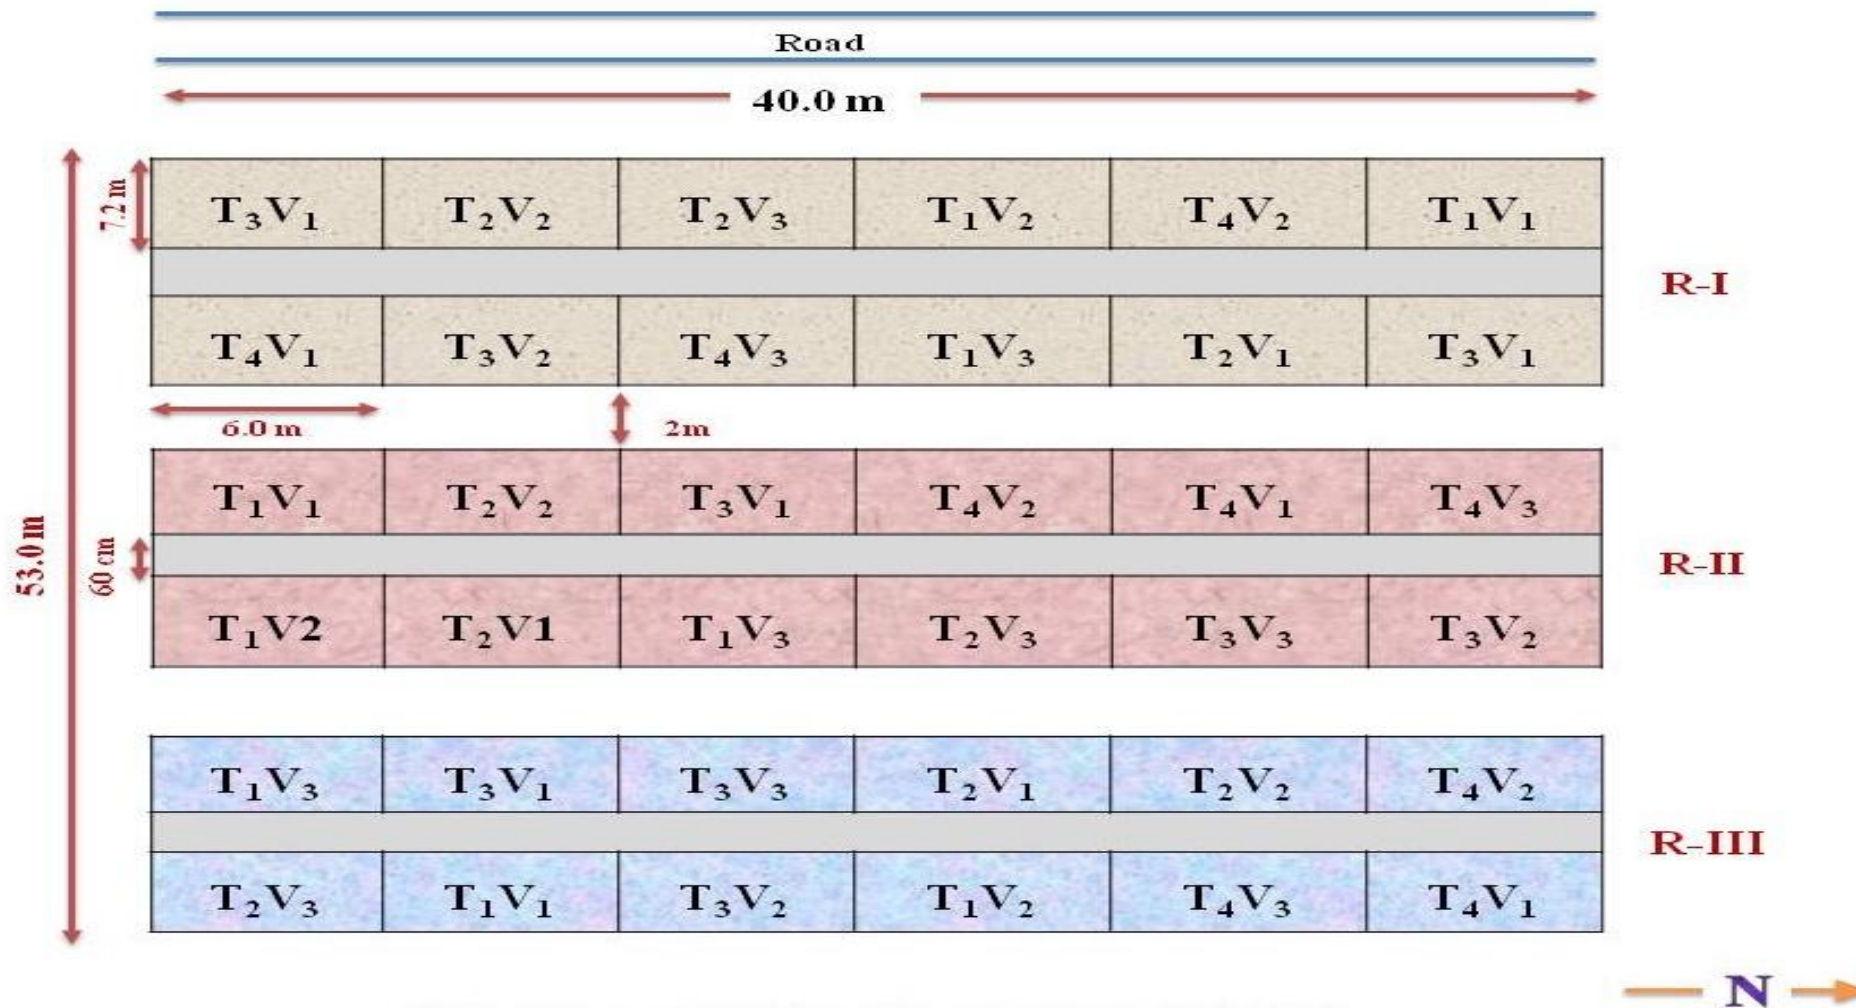 Road
40.0 m
7.2 m
T₃V₁ T₂V₂ T₂V₃ T₁V₂ T₄V₂ T₁V₁
R-I
T₄V₁ T₃V₂ T₄V₃ T₁V₃ T₂V₁ T₃V₁
6.0 m 2m
53.0 m
T₁V₁ T₂V₂ T₃V₁ T₄V₂ T₄V₁ T₄V₃
60 cm
R-II
T₁V2 T₂V1 T₁V₃ T₂V₃ T₃V₃ T₃V₂
T₁V₃ T₃V₁ T₃V₃ T₂V₁ T₂V₂ T₄V₂
R-III
T₂V₃ T₁V₁ T₃V₂ T₁V₂ T₄V₃ T₄V₁
N